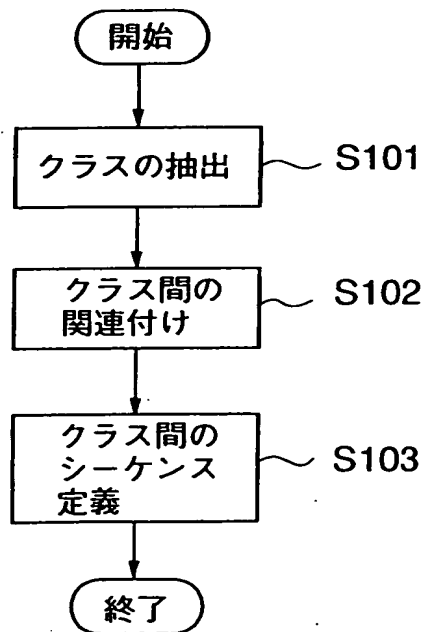 開始
クラスの抽出
S101
クラス間の
関連付け
S102
クラス間の
シーケンス
定義
S103
終了